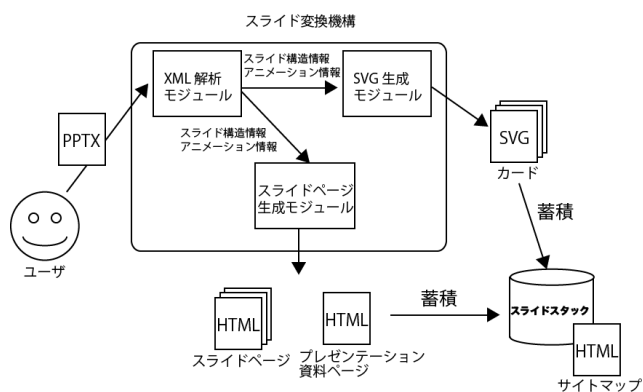 スライド変換機構
XML 解析
モジュール
スライド構造情報
アニメーション情報
SVG 生成
モジュール
PPTX
スライド構造情報
アニメーション情報
SVG
カード
スライドページ
生成モジュール
ユーザ
蓄積
HTML
スライドページ
HTML
プレゼンテーション
資料ページ
蓄積
スライドスタック
HTML
サイトマップ